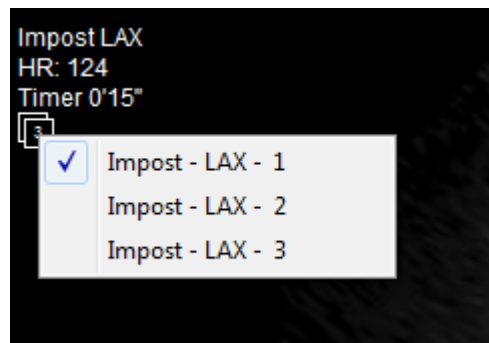 Impost LAX
HR: 124
Timer 0'15"
3
Impost - LAX - 1
Impost - LAX - 2
Impost - LAX - 3